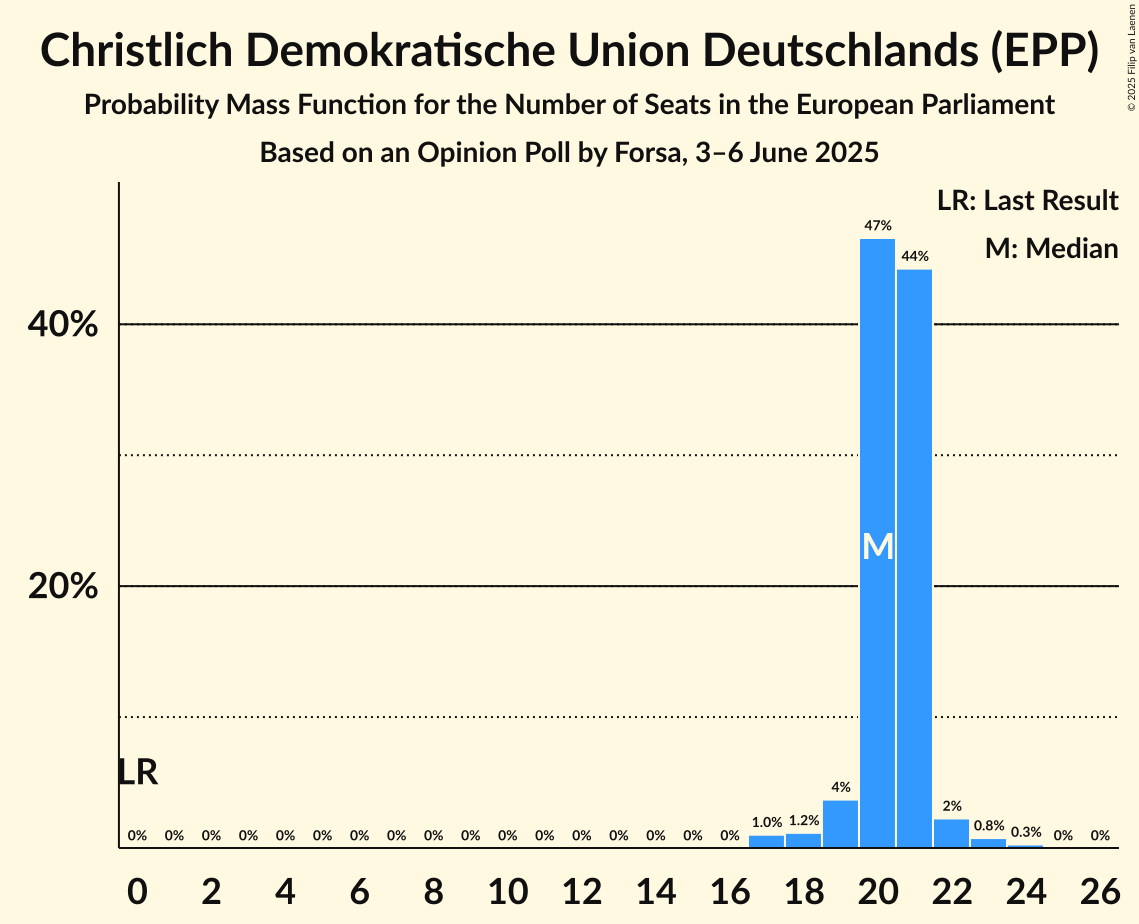 Christlich Demokratische Union Deutschlands (EPP)
Probability Mass Function for the Number of Seats in the European Parliament
Based on an Opinion Poll by Forsa, 3–6 June 2025
© 2025 Filip van Laenen
LR: Last Result
M: Median
47%
44%
40%
M
20%
LR
0% 0% 0% 0% 0% 0% 0% 0% 0% 0% 0% 0% 0% 0% 0% 0% 0% 1.0% 1.2% 4% 2% 0.8% 0.3% 0% 0%
0 2 4 6 8 10 12 14 16 18 20 22 24 26